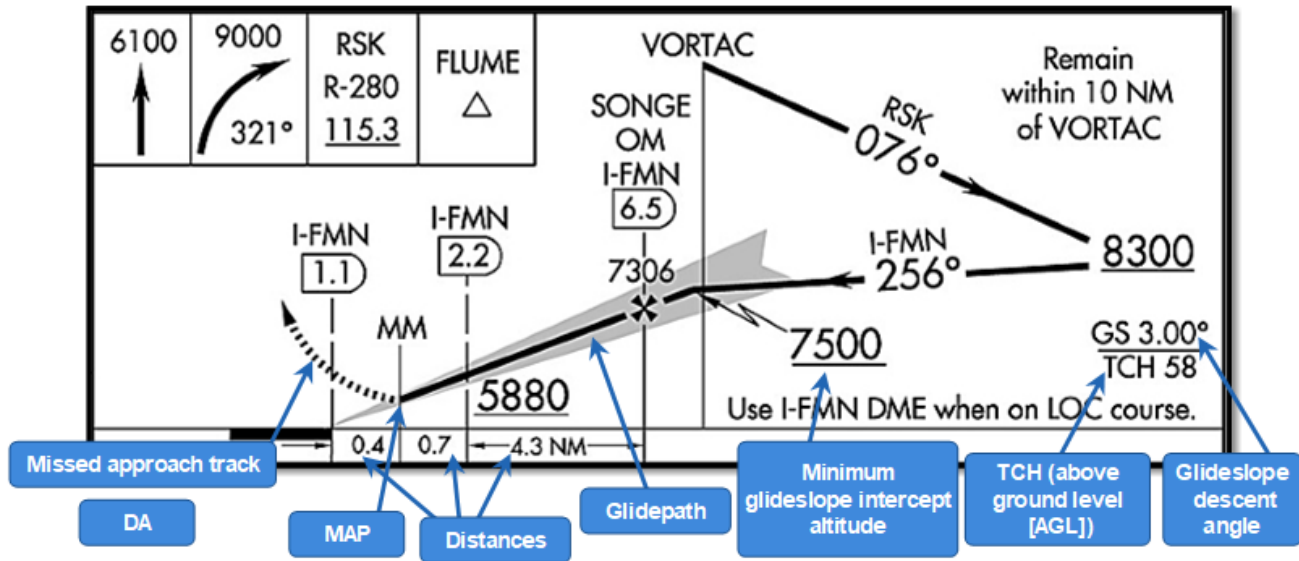 6100
9000
321°
RSK
R-280
115.3
FLUME
VORTAC
Remain
within 10 NM
of VORTAC
SONGE
OM
I-FMN
6.5
RSK
076°
I-FMN
2.2
I-FMN
1.1
7306
I-FMN
256°
8300
MM
7500
GS 3.00°
TCH 58
5880
Use I-FMN DME when on LOC course.
0.4
0.7
4.3 NM
Missed approach track
DA
MAP
Distances
Glidepath
Minimum
glideslope intercept
altitude
TCH (above
ground level
[AGL])
Glideslope
descent
angle